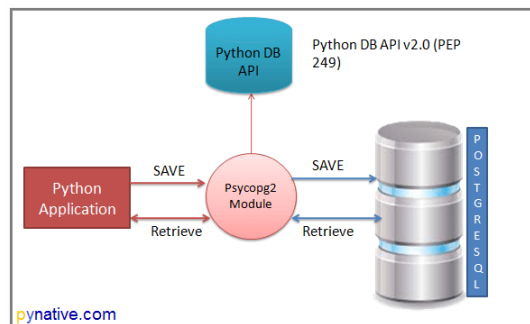 Python DB
API
Python DB API v2.0 (PEP
249)
SAVE
SAVE
Python
Application
Psycopg2
Module
Retrieve
Retrieve
POSTGRESQL
pynative.com